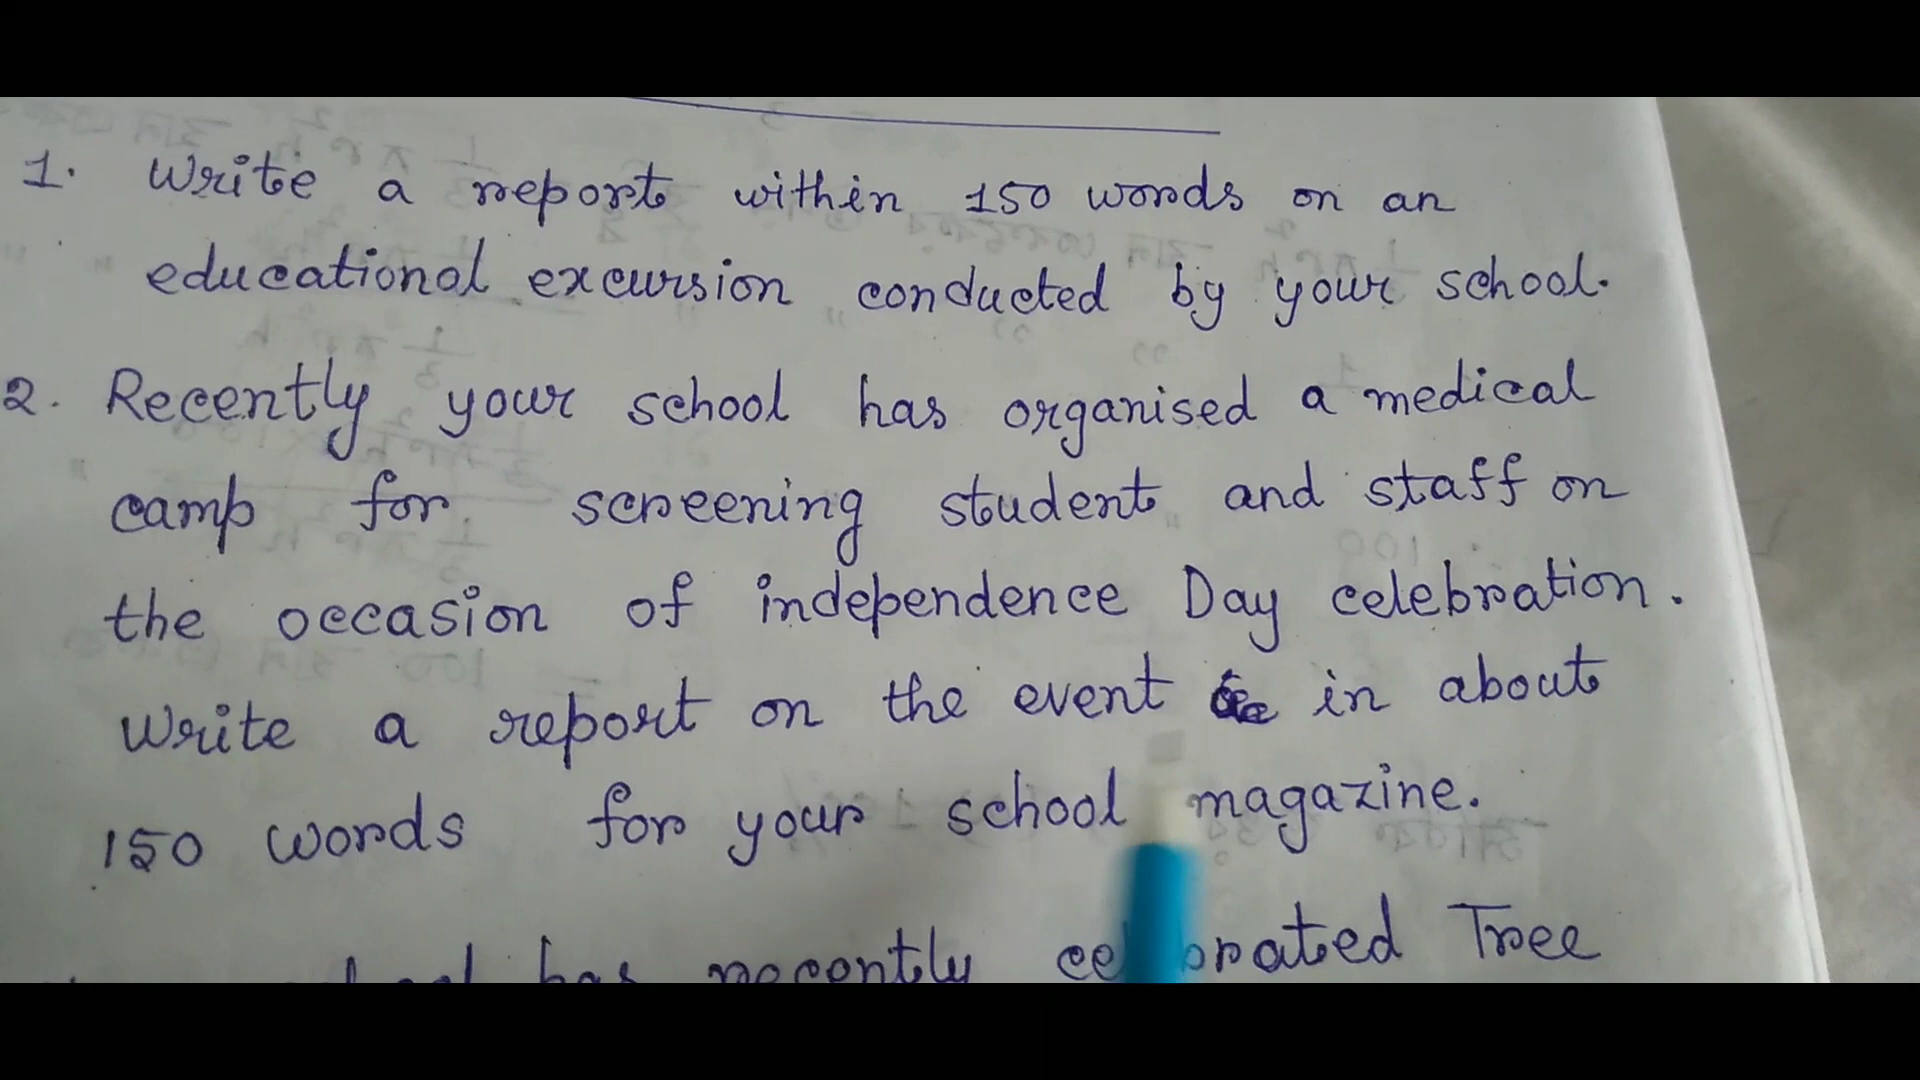 1. Write a report within 150 words on an
educational excursion conducted by your school.
2. Recently your school has organised a medical
camp for screening student and staff on
the occasion of independence Day celebration.
Write a report on the event in about
150 words for your school magazine.
has recently celebrated Tree